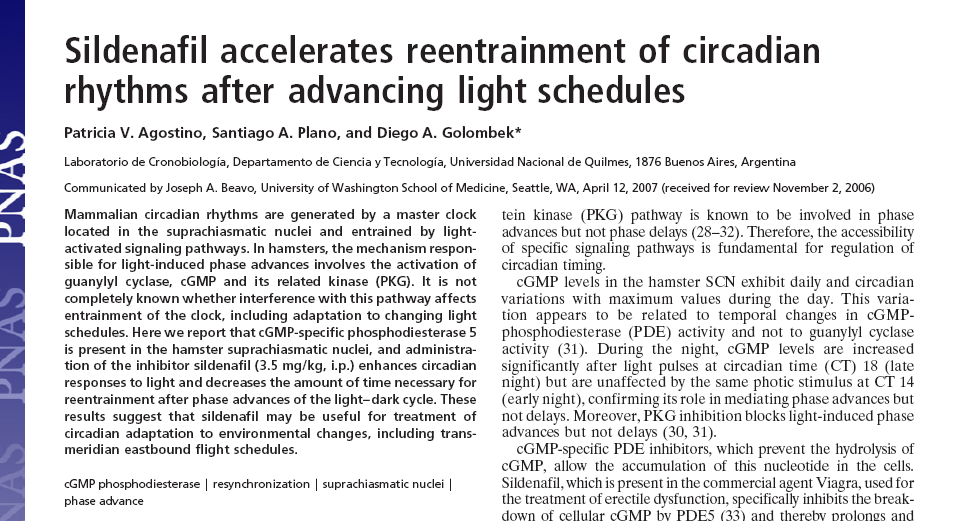 Sildenafil accelerates reentrainment of circadian
rhythms after advancing light schedules
Patricia V. Agostino, Santiago A. Plano, and Diego A. Golombek*
Laboratorio de Cronobiología, Departamento de Ciencia y Tecnología, Universidad Nacional de Quilmes, 1876 Buenos Aires, Argentina
Communicated by Joseph A. Beavo, University of Washington School of Medicine, Seattle, WA, April 12, 2007 (received for review November 2, 2006)
Mammalian circadian rhythms are generated by a master clock
located in the suprachiasmatic nuclei and entrained by light-
activated signaling pathways. In hamsters, the mechanism respon-
sible for light-induced phase advances involves the activation of
guanylyl cyclase, cGMP and its related kinase (PKG). It is not
completely known whether interference with this pathway affects
entrainment of the clock, including adaptation to changing light
schedules. Here we report that cGMP-specific phosphodiesterase 5
is present in the hamster suprachiasmatic nuclei, and administra-
tion of the inhibitor sildenafil (3.5 mg/kg, i.p.) enhances circadian
responses to light and decreases the amount of time necessary for
reentrainment after phase advances of the light–dark cycle. These
results suggest that sildenafil may be useful for treatment of
circadian adaptation to environmental changes, including trans-
meridian eastbound flight schedules.
cGMP phosphodiesterase | resynchronization | suprachiasmatic nuclei |
phase advance
tein kinase (PKG) pathway is known to be involved in phase
advances but not phase delays (28–32). Therefore, the accessibility
of specific signaling pathways is fundamental for regulation of
circadian timing.
cGMP levels in the hamster SCN exhibit daily and circadian
variations with maximum values during the day. This varia-
tion appears to be related to temporal changes in cGMP-
phosphodiesterase (PDE) activity and not to guanylyl cyclase
activity (31). During the night, cGMP levels are increased
significantly after light pulses at circadian time (CT) 18 (late
night) but are unaffected by the same photic stimulus at CT 14
(early night), confirming its role in mediating phase advances but
not delays. Moreover, PKG inhibition blocks light-induced phase
advances but not delays (30, 31).
cGMP-specific PDE inhibitors, which prevent the hydrolysis of
cGMP, allow the accumulation of this nucleotide in the cells.
Sildenafil, which is present in the commercial agent Viagra, used for
the treatment of erectile dysfunction, specifically inhibits the break-
down of cellular cGMP by PDE5 (33) and thereby prolongs and
PNAS
PNAS
PNAS